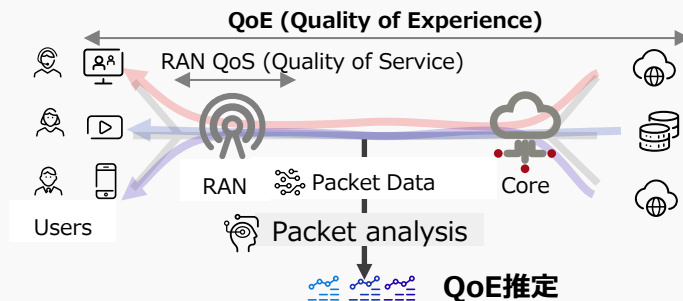 QoE (Quality of Experience)
RAN QoS (Quality of Service)
RAN
Packet Data
Core
Users
Packet analysis
QoE推定